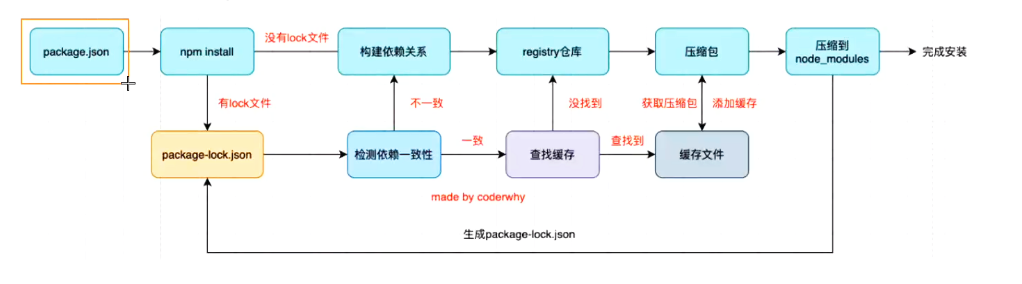 package.json
npm install
没有lock文件
构建依赖关系
registry仓库
压缩包
压缩到
node_modules
完成安装
有lock文件
不一致
没找到
获取压缩包
添加缓存
package-lock.json
检测依赖一致性
一致
查找缓存
查找到
缓存文件
made by coderwhy
生成package-lock.json